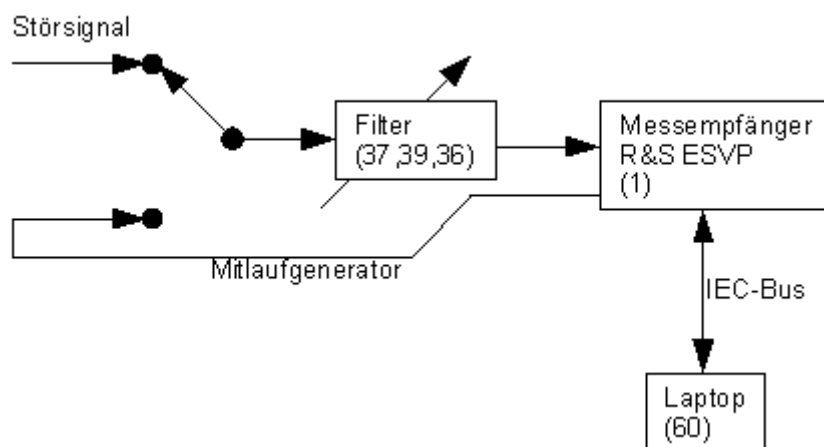 Störsignal
Filter
(37,39,36)
Messempfänger
R&S ESVP
(1)
Mitlaufgenerator
IEC-Bus
Laptop
(60)